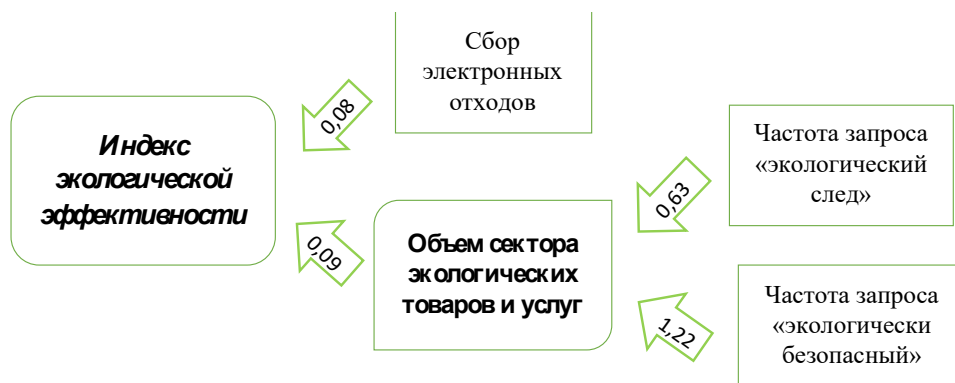 Сбор
электронных
отходов
0,08
Индекс
экологической
эффективности
0,09
Объем сектора
экологических
товаров и услуг
0,63
Частота запроса
«экологический
след»
1,22
Частота запроса
«экологически
безопасный»